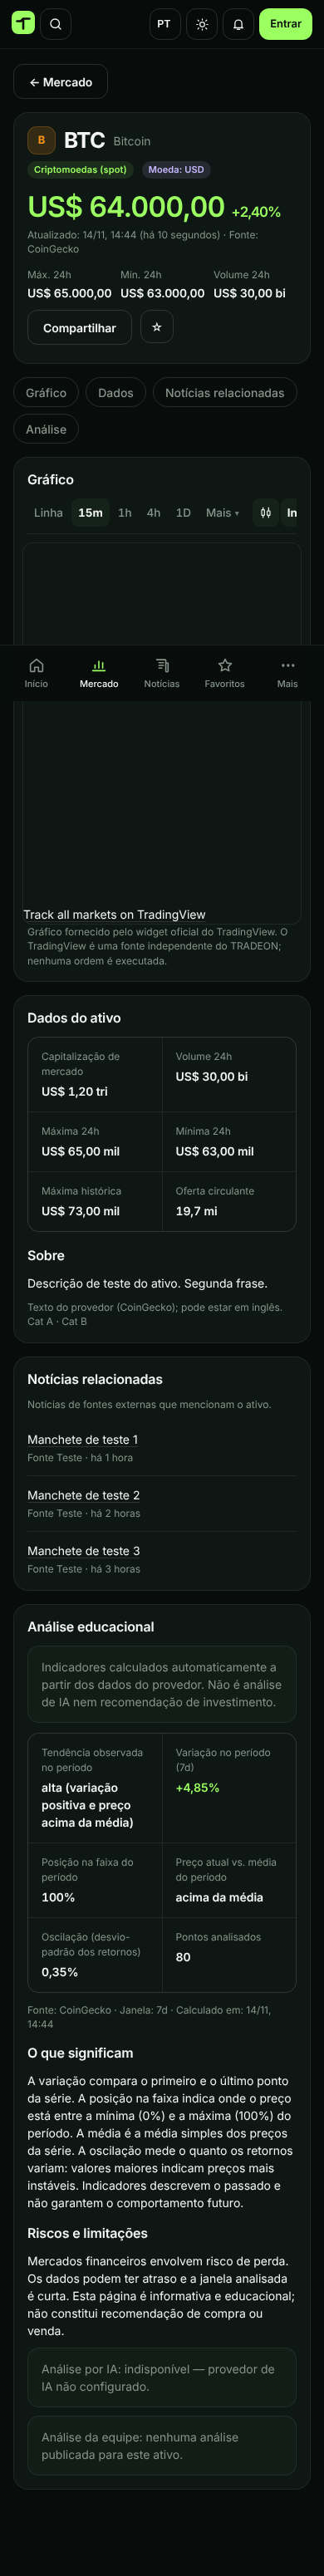 PT
Entrar
← Mercado
B BTC Bitcoin
Criptomoedas (spot) Moeda: USD
US$ 64.000,00 +2,40%
Atualizado: 14/11, 14:44 (há 10 segundos) · Fonte:
CoinGecko
Máx. 24h Mín. 24h Volume 24h
US$ 65.000,00 US$ 63.000,00 US$ 30,00 bi
Compartilhar ☆
Gráfico Dados Notícias relacionadas
Análise
Gráfico
Linha 15m 1h 4h 1D Mais ▾ In
Início Mercado Notícias Favoritos Mais
Track all markets on TradingView
Gráfico fornecido pelo widget oficial do TradingView. O
TradingView é uma fonte independente do TRADEON;
nenhuma ordem é executada.
Dados do ativo
Capitalização de
mercado
US$ 1,20 tri
Volume 24h
US$ 30,00 bi
Máxima 24h
US$ 65,00 mil
Mínima 24h
US$ 63,00 mil
Máxima histórica
US$ 73,00 mil
Oferta circulante
19,7 mi
Sobre
Descrição de teste do ativo. Segunda frase.
Texto do provedor (CoinGecko); pode estar em inglês.
Cat A · Cat B
Notícias relacionadas
Notícias de fontes externas que mencionam o ativo.
Manchete de teste 1
Fonte Teste · há 1 hora
Manchete de teste 2
Fonte Teste · há 2 horas
Manchete de teste 3
Fonte Teste · há 3 horas
Análise educacional
Indicadores calculados automaticamente a
partir dos dados do provedor. Não é análise
de IA nem recomendação de investimento.
Tendência observada
no período
alta (variação
positiva e preço
acima da média)
Variação no período
(7d)
+4,85%
Posição na faixa do
período
100%
Preço atual vs. média
do período
acima da média
Oscilação (desvio-
padrão dos retornos)
0,35%
Pontos analisados
80
Fonte: CoinGecko · Janela: 7d · Calculado em: 14/11,
14:44
O que significam
A variação compara o primeiro e o último ponto
da série. A posição na faixa indica onde o preço
está entre a mínima (0%) e a máxima (100%) do
período. A média é a média simples dos preços
da série. A oscilação mede o quanto os retornos
variam: valores maiores indicam preços mais
instáveis. Indicadores descrevem o passado e
não garantem o comportamento futuro.
Riscos e limitações
Mercados financeiros envolvem risco de perda.
Os dados podem ter atraso e a janela analisada
é curta. Esta página é informativa e educacional;
não constitui recomendação de compra ou
venda.
Análise por IA: indisponível — provedor de
IA não configurado.
Análise da equipe: nenhuma análise
publicada para este ativo.